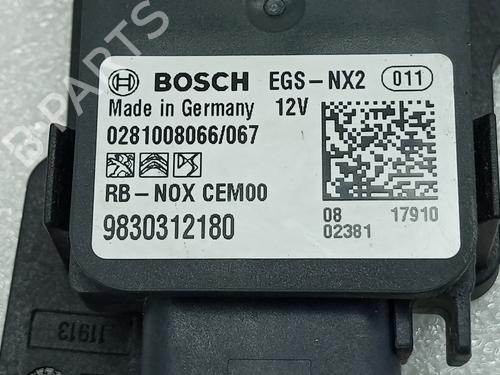 BOSCH EGS-NX2 011
Made in Germany 12V
0281008066/067
RB-NOX CEM00
9830312180
08 17910
02381
11913
B-PARTS